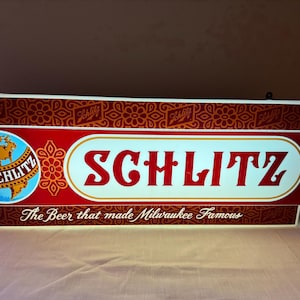 SCHLITZ
SCHLITZ
The Beer that made Milwaukee Famous